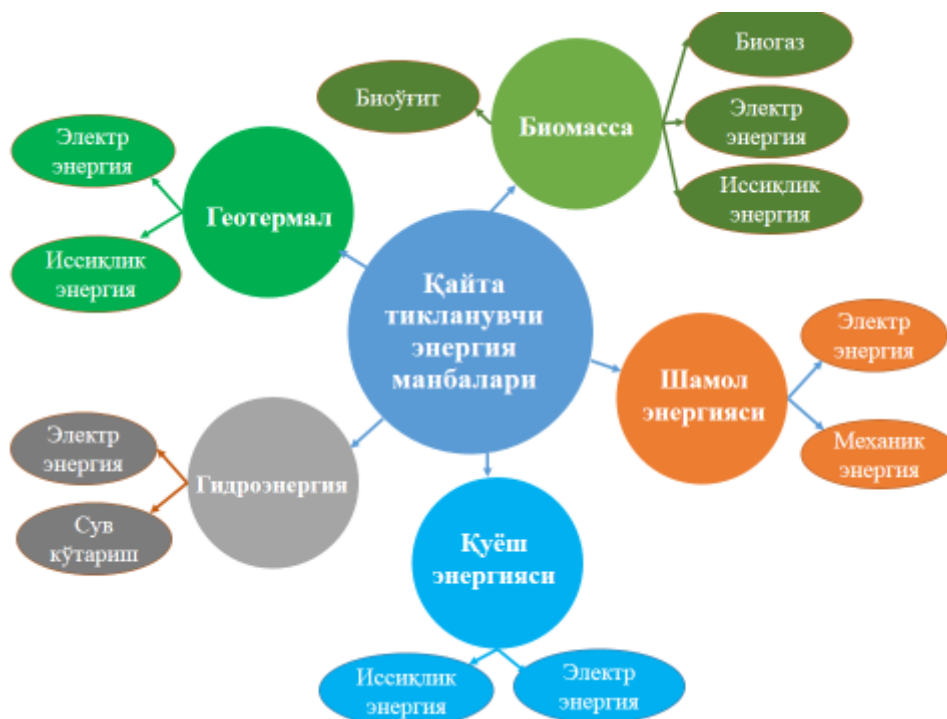 Қайта
тикланувчи
энергия
манбалари
Биомасса
Биоўғит
Биогаз
Электр
энергия
Иссиқлик
энергия
Геотермал
Электр
энергия
Иссиқлик
энергия
Шамол
энергияси
Электр
энергия
Механик
энергия
Гидроэнергия
Электр
энергия
Сув
кўтариш
Қуёш
энергияси
Иссиқлик
энергия
Электр
энергия